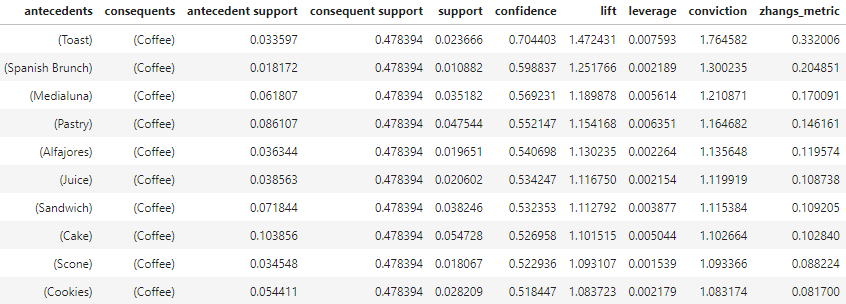 antecedents consequents antecedent support consequent support support confidence lift leverage conviction zhangs_metric
(Toast) (Coffee) 0.033597 0.478394 0.023666 0.704403 1.472431 0.007593 1.764582 0.332006
(Spanish Brunch) (Coffee) 0.018172 0.478394 0.010882 0.598837 1.251766 0.002189 1.300235 0.204851
(Medialuna) (Coffee) 0.061807 0.478394 0.035182 0.569231 1.189878 0.005614 1.210871 0.170091
(Pastry) (Coffee) 0.086107 0.478394 0.047544 0.552147 1.154168 0.006351 1.164682 0.146161
(Alfajores) (Coffee) 0.036344 0.478394 0.019651 0.540698 1.130235 0.002264 1.135648 0.119574
(Juice) (Coffee) 0.038563 0.478394 0.020602 0.534247 1.116750 0.002154 1.119919 0.108738
(Sandwich) (Coffee) 0.071844 0.478394 0.038246 0.532353 1.112792 0.003877 1.115384 0.109205
(Cake) (Coffee) 0.103856 0.478394 0.054728 0.526958 1.101515 0.005044 1.102664 0.102840
(Scone) (Coffee) 0.034548 0.478394 0.018067 0.522936 1.093107 0.001539 1.093366 0.088224
(Cookies) (Coffee) 0.054411 0.478394 0.028209 0.518447 1.083723 0.002179 1.083174 0.081700